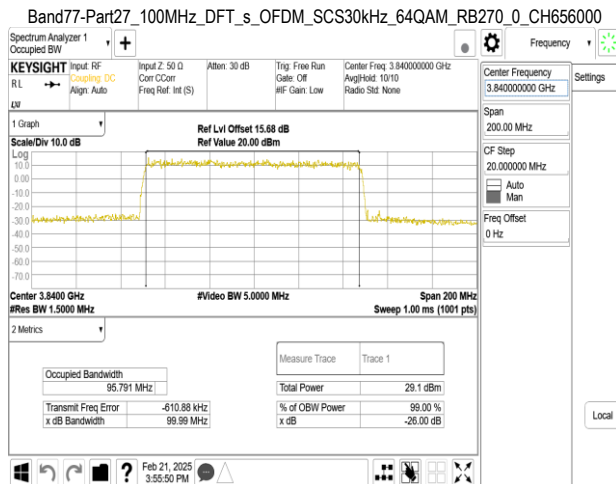 Band77-Part27_100MHz_DFT_s_OFDM_SCS30kHz_64QAM_RB270_0_CH656000
Spectrum Analyzer 1
Occupied BW
Frequency
KEYSIGHT
R L
LXI
Input: RF
Coupling: DC
Align: Auto
Input Z: 50 Ω
Corr CCorr
Freq Ref: Int (S)
Atten: 30 dB
Trig: Free Run
Gate: Off
#IF Gain: Low
Center Freq: 3.840000000 GHz
Avg|Hold: 10/10
Radio Std: None
Center Frequency
3.840000000 GHz
Settings
Span
200.00 MHz
CF Step
20.000000 MHz
Auto
Man
Freq Offset
0 Hz
Local
1 Graph
Scale/Div 10.0 dB
Ref Lvl Offset 15.68 dB
Ref Value 20.00 dBm
Log
10.0
0.00
-10.0
-20.0
-30.0
-40.0
-50.0
-60.0
-70.0
Center 3.8400 GHz
#Video BW 5.0000 MHz
Span 200 MHz
#Res BW 1.5000 MHz
Sweep 1.00 ms (1001 pts)
2 Metrics
Measure Trace Trace 1
Occupied Bandwidth
95.791 MHz
Total Power 29.1 dBm
Transmit Freq Error -610.88 kHz
% of OBW Power 99.00 %
x dB Bandwidth 99.99 MHz
x dB -26.00 dB
Feb 21, 2025
3:55:50 PM